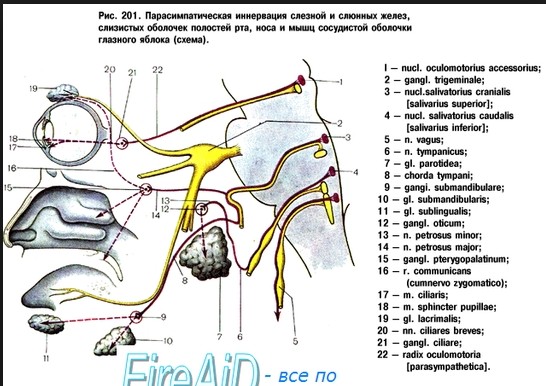 Рис. 201. Парасимпатическая иннервация слезной и слюнных желез,
слизистых оболочек полостей рта, носа и мышц сосудистой оболочки
глазного яблока (схема).
I — nucl. oculomotorius accessorius;
2 — gangl. trigeminale;
3 — nucl.salivatorius cranialis
[salivarius superior];
4 — nucl. salivatorius caudalis
[salivarius inferior];
5 — n. vagus;
6 — n. tympanicus;
7 — gl. parotidea;
8 — chorda tympani;
9 — gangi. submandibulare;
10 — gl. submandibularis;
11 — gl. sublingualis;
12 — gangl. oticum;
13 — n. petrosus minor;
14 — n. petrosus major;
15 — gangl. pterygopalatinum;
16 — r. communicans
(cumnervo zygomatico);
17 — m. ciliaris;
18 — m. sphincter pupillae;
19 — gl. lacrimalis;
20 — nn. ciliares breves;
21 — gangl. ciliare;
22 — radix oculomotoria
[parasympathetica].
19
20
21
22
1
2
3
4
18
17
16
15
14
13
12
11
10
9
8
7
6
5
FireAiD - все по